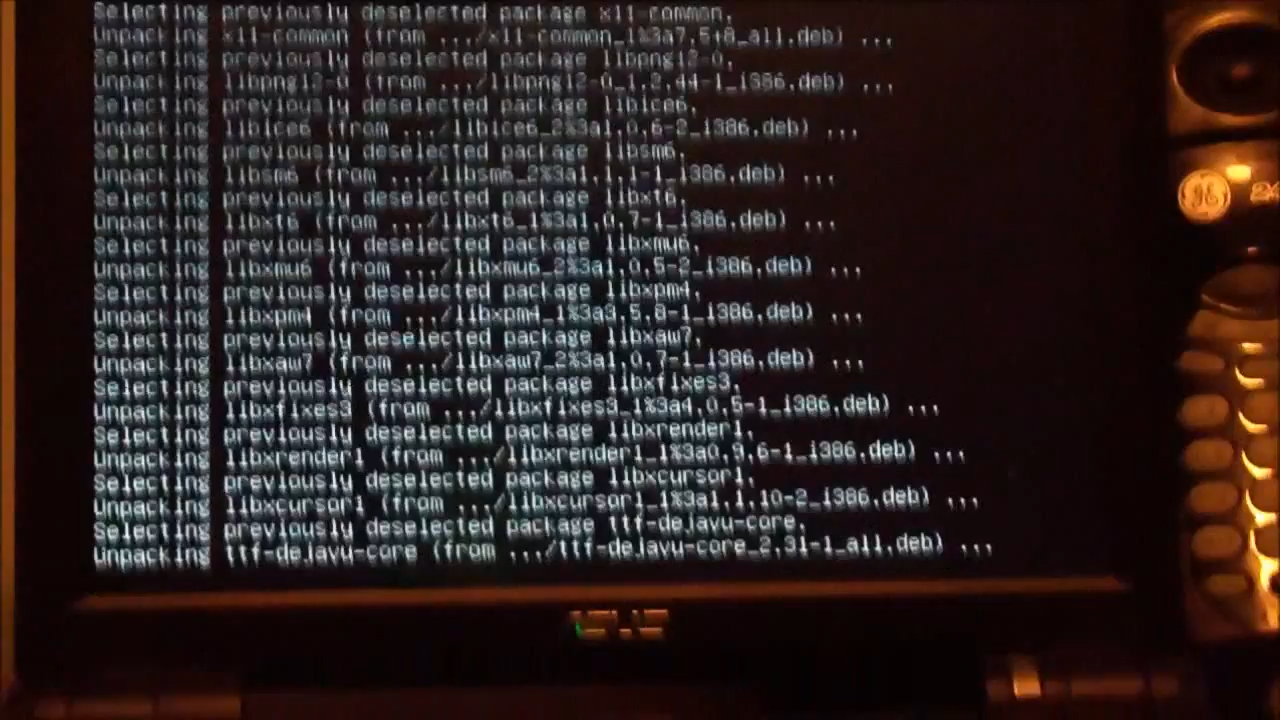 Selecting previously deselected package x11-common.
Unpacking x11-common (from .../x11-common_1%3a7.5+8_all.deb) ...
Selecting previously deselected package libpng12-0.
Unpacking libpng12-0 (from .../libpng12-0_1.2.44-1_i386.deb) ...
Selecting previously deselected package libice6.
Unpacking libice6 (from .../libice6_2%3a1.0.6-2_i386.deb) ...
Selecting previously deselected package libsm6.
Unpacking libsm6 (from .../libsm6_2%3a1.1.1-1_i386.deb) ...
Selecting previously deselected package libxt6.
Unpacking libxt6 (from .../libxt6_1%3a1.0.7-1_i386.deb) ...
Selecting previously deselected package libxmu6.
Unpacking libxmu6 (from .../libxmu6_2%3a1.0.5-2_i386.deb) ...
Selecting previously deselected package libxpm4.
Unpacking libxpm4 (from .../libxpm4_1%3a3.5.8-1_i386.deb) ...
Selecting previously deselected package libxaw7.
Unpacking libxaw7 (from .../libxaw7_2%3a1.0.7-1_i386.deb) ...
Selecting previously deselected package libxfixes3.
Unpacking libxfixes3 (from .../libxfixes3_1%3a4.0.5-1_i386.deb) ...
Selecting previously deselected package libxrender1.
Unpacking libxrender1 (from .../libxrender1_1%3a0.9.6-1_i386.deb) ...
Selecting previously deselected package libxcursor1.
Unpacking libxcursor1 (from .../libxcursor1_1%3a1.1.10-2_i386.deb) ...
Selecting previously deselected package ttf-dejavu-core.
Unpacking ttf-dejavu-core (from .../ttf-dejavu-core_2.31-1_all.deb) ...
ASUS
GE